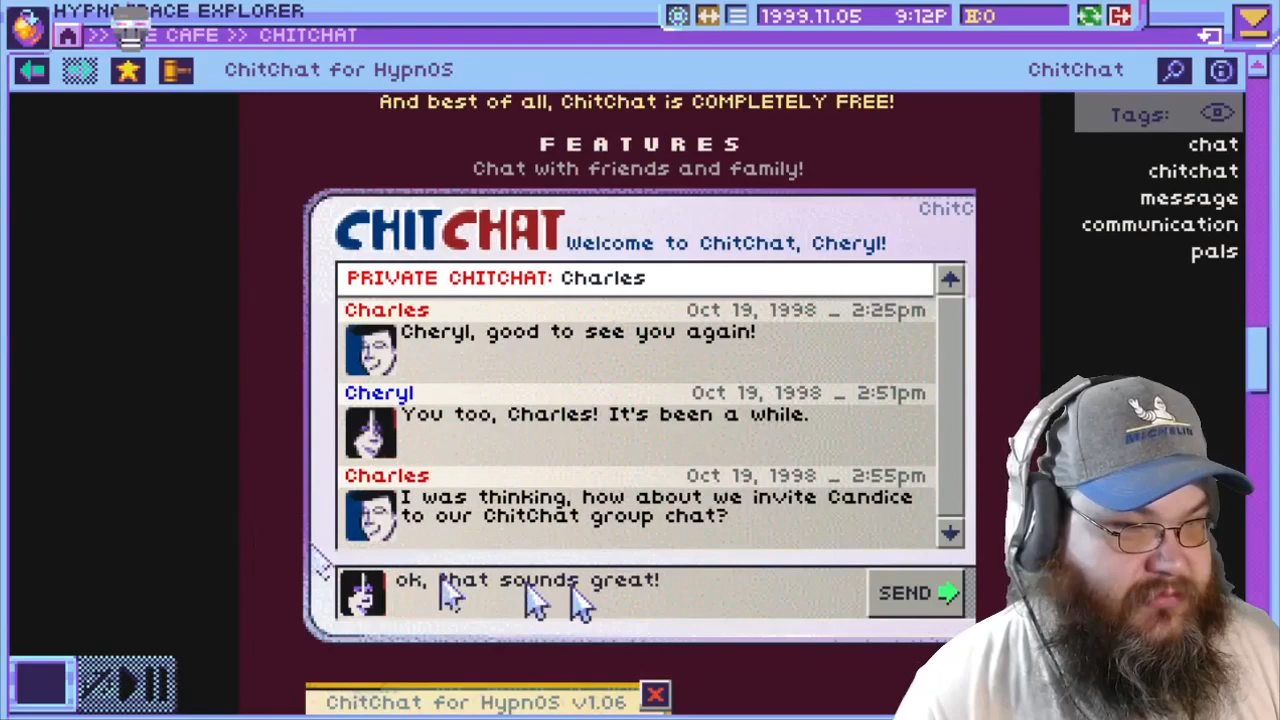 HYPNOSPACE EXPLORER
1999.11.05 9:12P 0
>> CAFE >> CHITCHAT
ChitChat for HypnOS
ChitChat
And best of all, ChitChat is COMPLETELY FREE!
FEATURES
Chat with friends and family!
Tags:
chat
chitchat
message
communication
pals
ChitC
CHITCHAT Welcome to ChitChat, Cheryl!
PRIVATE CHITCHAT: Charles
Charles Oct 19, 1998 _ 2:25pm
Cheryl, good to see you again!
Cheryl Oct 19, 1998 _ 2:51pm
You too, Charles! It's been a while.
Charles Oct 19, 1998 _ 2:55pm
I was thinking, how about we invite Candice
to our ChitChat group chat?
ok, that sounds great!
SEND
ChitChat for HypnOS v1.06
MICHELIN